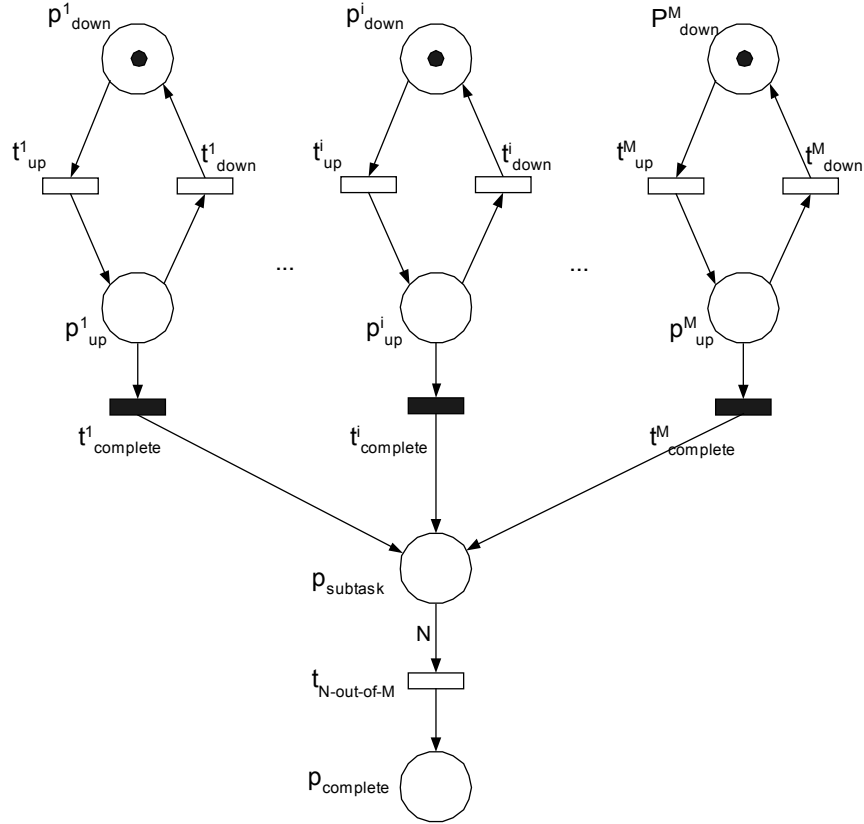 p¹down pⁱdown Pᴹdown
t¹up t¹down tⁱup tⁱdown tᴹup tᴹdown
... ...
p¹up pⁱup pᴹup
t¹complete tⁱcomplete tᴹcomplete
psubtask
N
tN-out-of-M
pcomplete